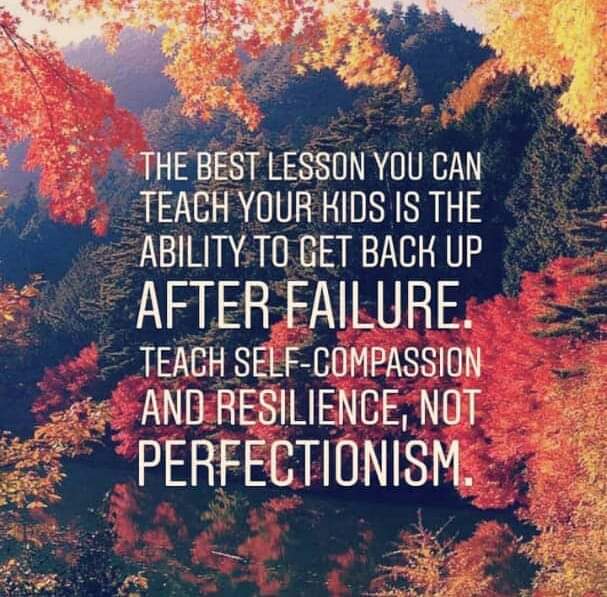 THE BEST LESSON YOU CAN
TEACH YOUR KIDS IS THE
ABILITY TO GET BACK UP
AFTER FAILURE.
TEACH SELF-COMPASSION
AND RESILIENCE, NOT
PERFECTIONISM.